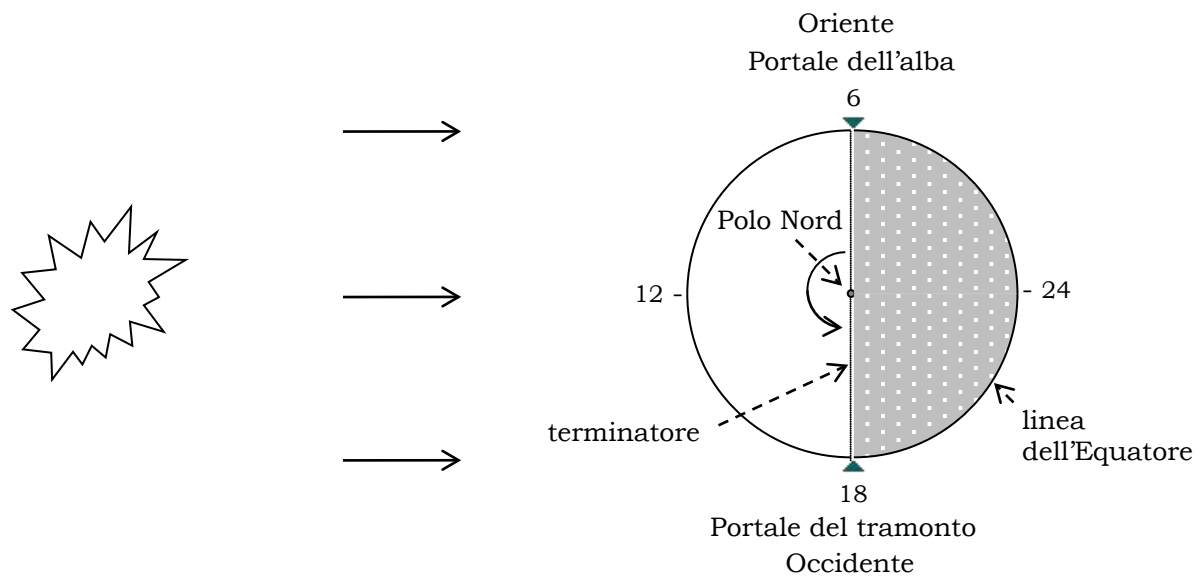 Oriente
Portale dell’alba
6
Polo Nord
12 -
- 24
terminatore
linea
dell’Equatore
18
Portale del tramonto
Occidente